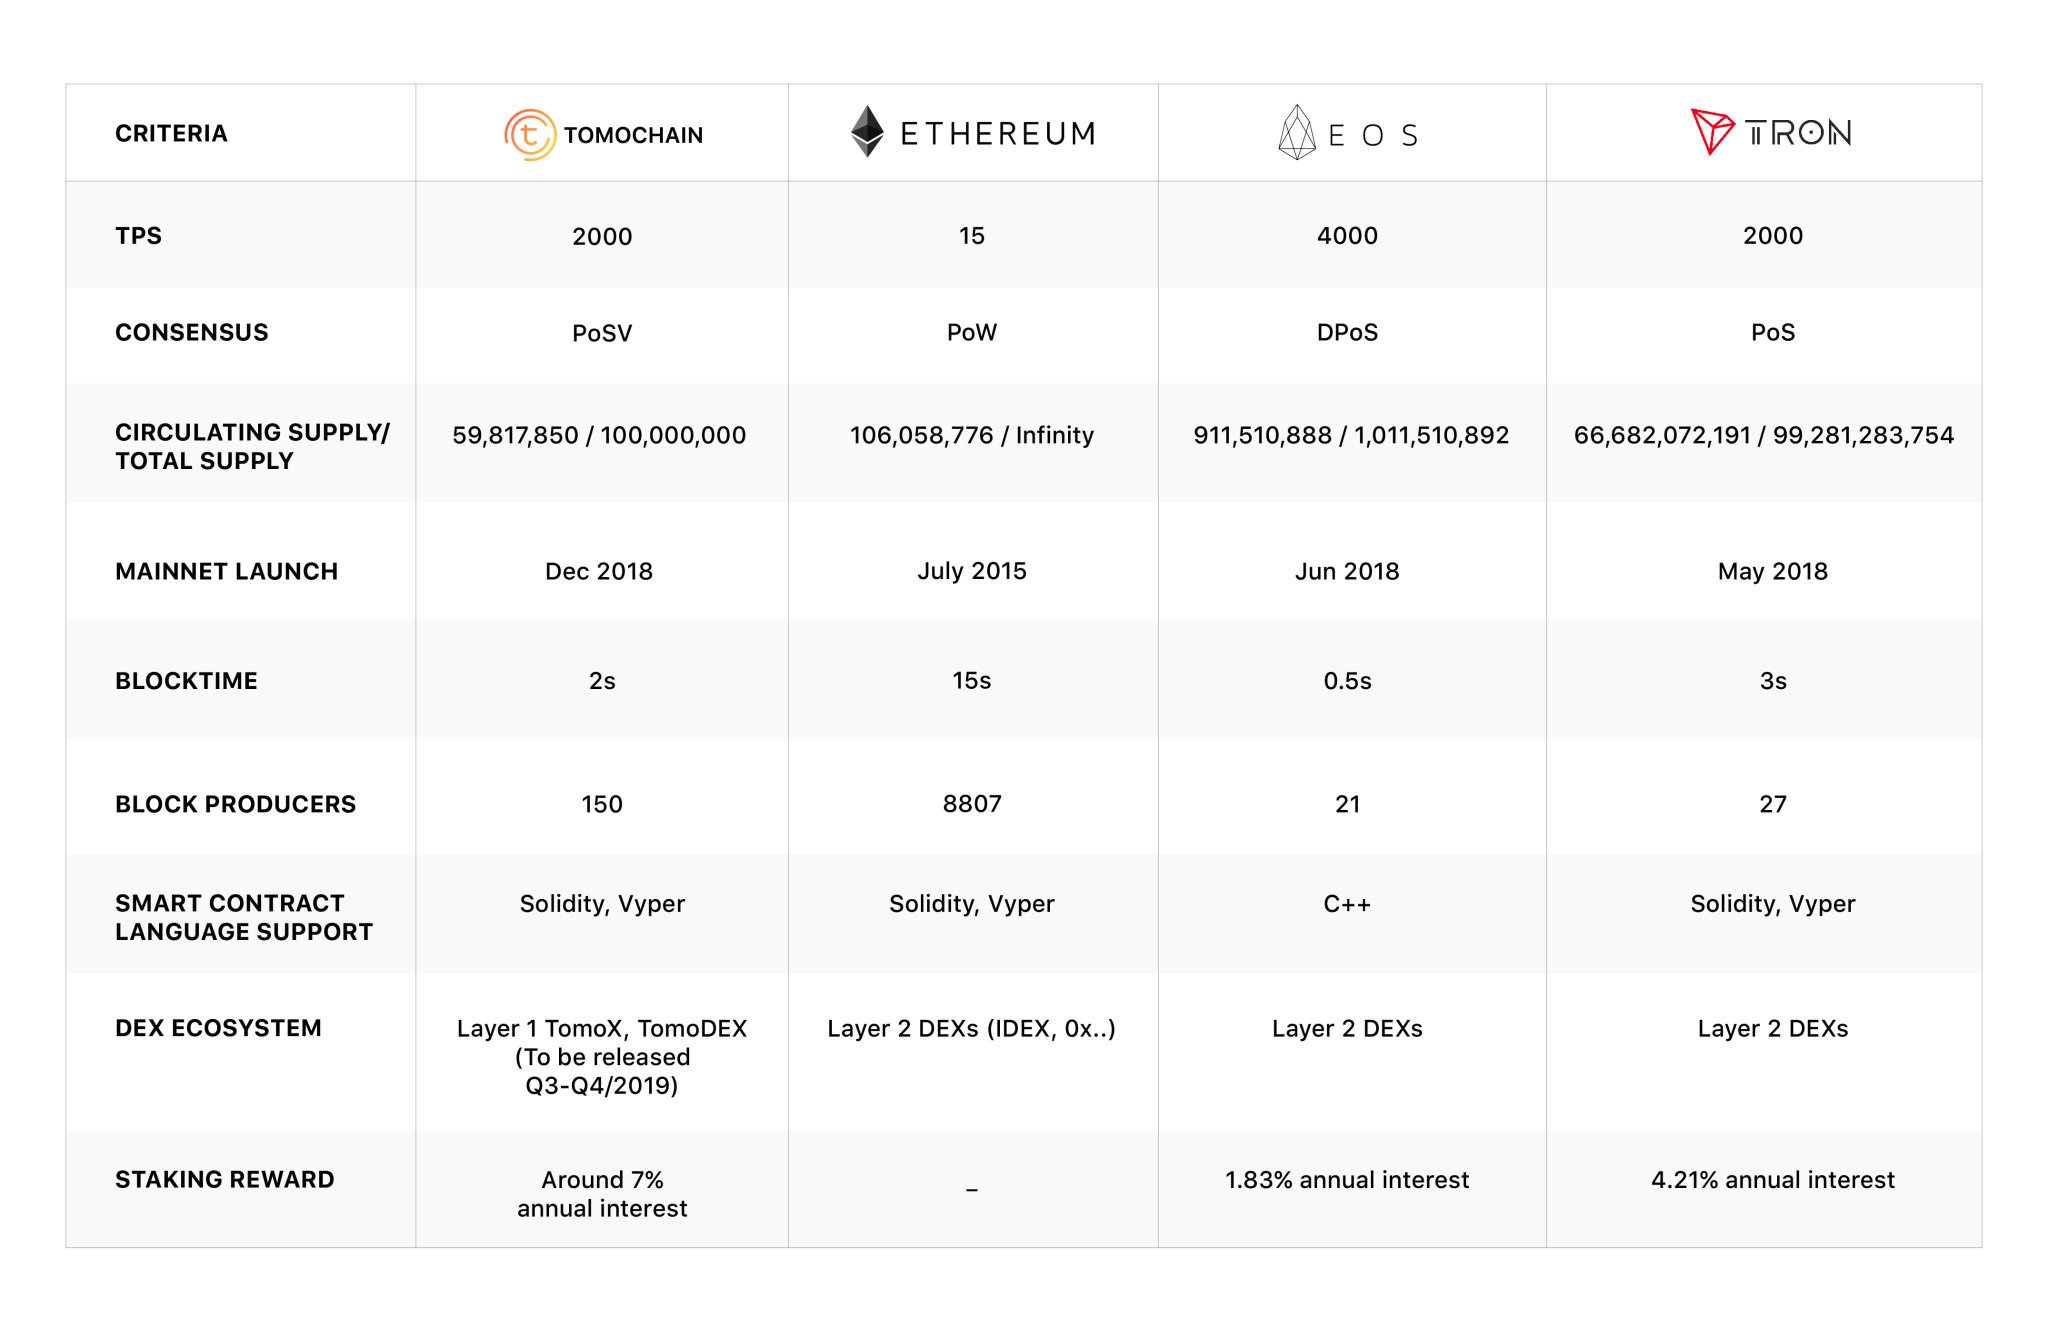 CRITERIA
TOMOCHAIN
ETHEREUM
EOS
TRON
TPS
2000
15
4000
2000
CONSENSUS
PoSV
PoW
DPoS
PoS
CIRCULATING SUPPLY/
TOTAL SUPPLY
59,817,850 / 100,000,000
106,058,776 / Infinity
911,510,888 / 1,011,510,892
66,682,072,191 / 99,281,283,754
MAINNET LAUNCH
Dec 2018
July 2015
Jun 2018
May 2018
BLOCKTIME
2s
15s
0.5s
3s
BLOCK PRODUCERS
150
8807
21
27
SMART CONTRACT
LANGUAGE SUPPORT
Solidity, Vyper
Solidity, Vyper
C++
Solidity, Vyper
DEX ECOSYSTEM
Layer 1 TomoX, TomoDEX
(To be released
Q3-Q4/2019)
Layer 2 DEXs (IDEX, 0x..)
Layer 2 DEXs
Layer 2 DEXs
STAKING REWARD
Around 7%
annual interest
–
1.83% annual interest
4.21% annual interest